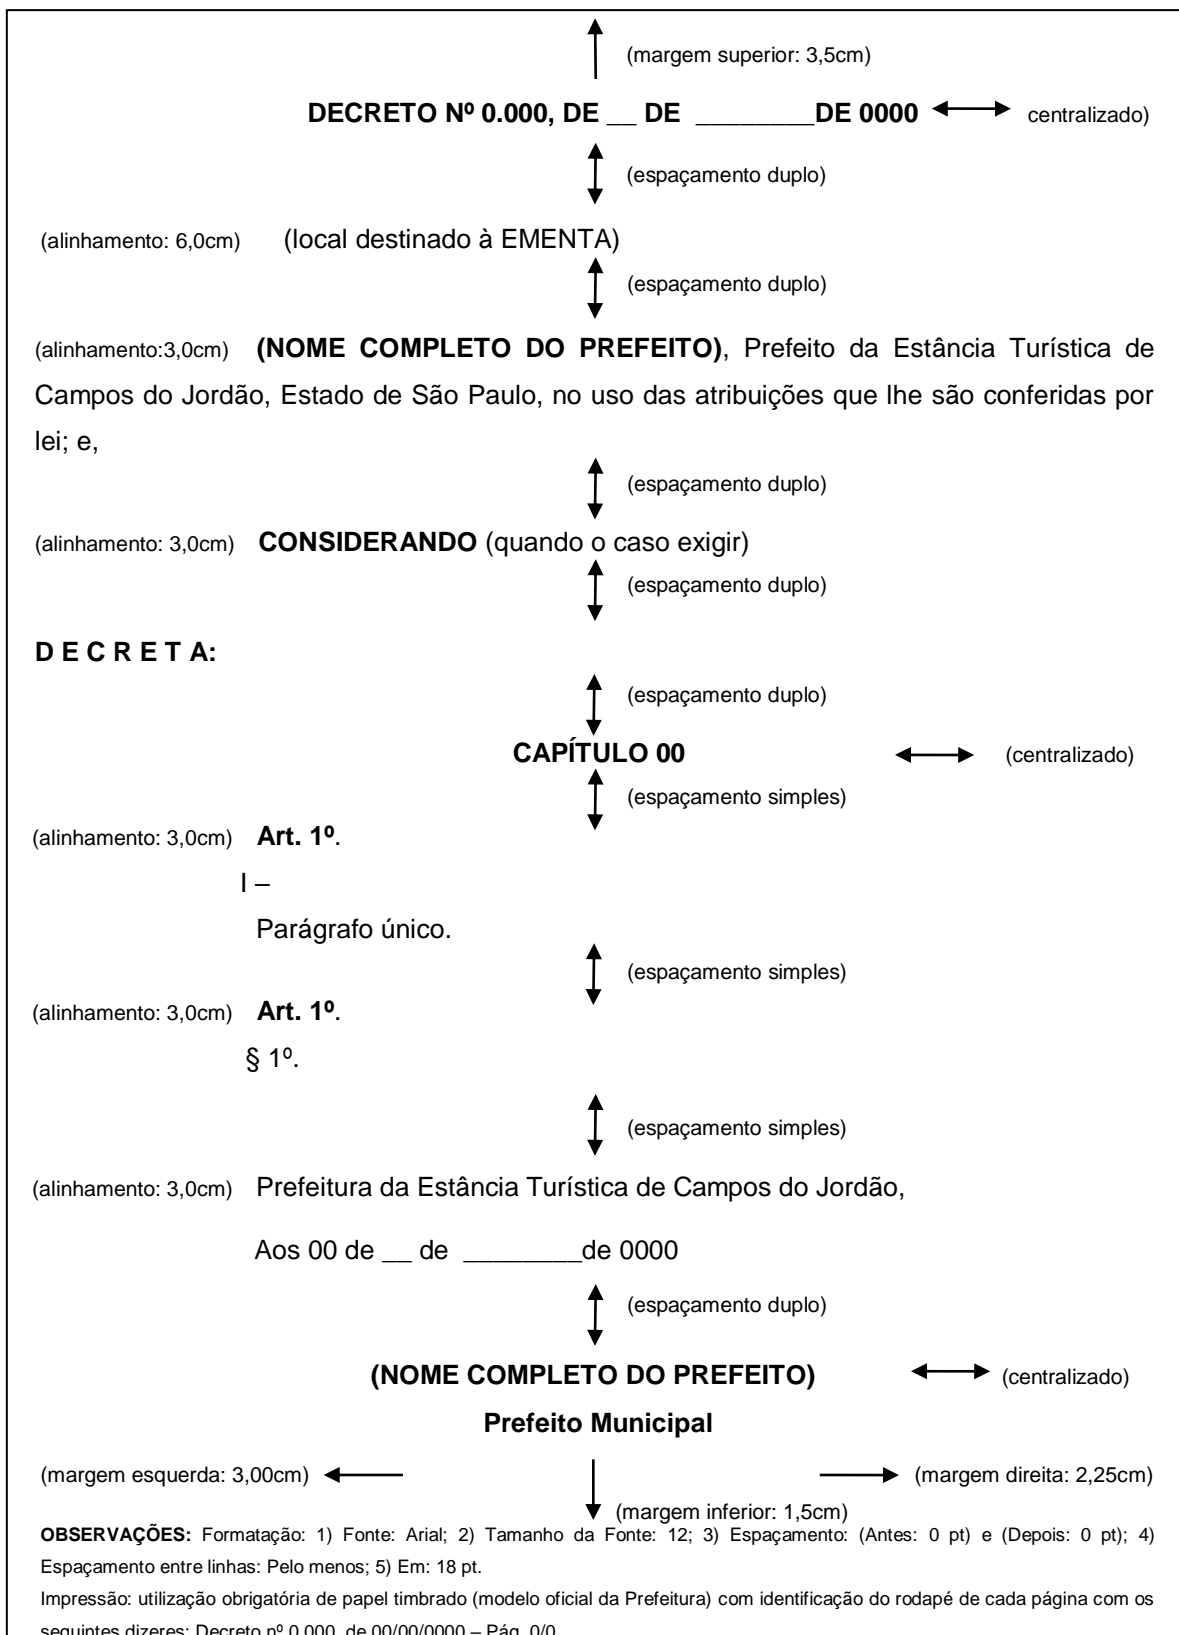 (margem superior: 3,5cm)
DECRETO Nº 0.000, DE __ DE ________DE 0000 centralizado)
(espaçamento duplo)
(alinhamento: 6,0cm) (local destinado à EMENTA)
(espaçamento duplo)
(alinhamento:3,0cm) (NOME COMPLETO DO PREFEITO), Prefeito da Estância Turística de
Campos do Jordão, Estado de São Paulo, no uso das atribuições que lhe são conferidas por
lei; e,
(espaçamento duplo)
(alinhamento: 3,0cm) CONSIDERANDO (quando o caso exigir)
(espaçamento duplo)
D E C R E T A:
(espaçamento duplo)
CAPÍTULO 00 (centralizado)
(espaçamento simples)
(alinhamento: 3,0cm) Art. 1º.
I –
Parágrafo único.
(espaçamento simples)
(alinhamento: 3,0cm) Art. 1º.
§ 1º.
(espaçamento simples)
(alinhamento: 3,0cm) Prefeitura da Estância Turística de Campos do Jordão,
Aos 00 de __ de ________de 0000
(espaçamento duplo)
(NOME COMPLETO DO PREFEITO) (centralizado)
Prefeito Municipal
(margem esquerda: 3,00cm) (margem direita: 2,25cm)
(margem inferior: 1,5cm)
OBSERVAÇÕES: Formatação: 1) Fonte: Arial; 2) Tamanho da Fonte: 12; 3) Espaçamento: (Antes: 0 pt) e (Depois: 0 pt); 4)
Espaçamento entre linhas: Pelo menos; 5) Em: 18 pt.
Impressão: utilização obrigatória de papel timbrado (modelo oficial da Prefeitura) com identificação do rodapé de cada página com os
seguintes dizeres: Decreto nº 0.000, de 00/00/0000 – Pág. 0/0